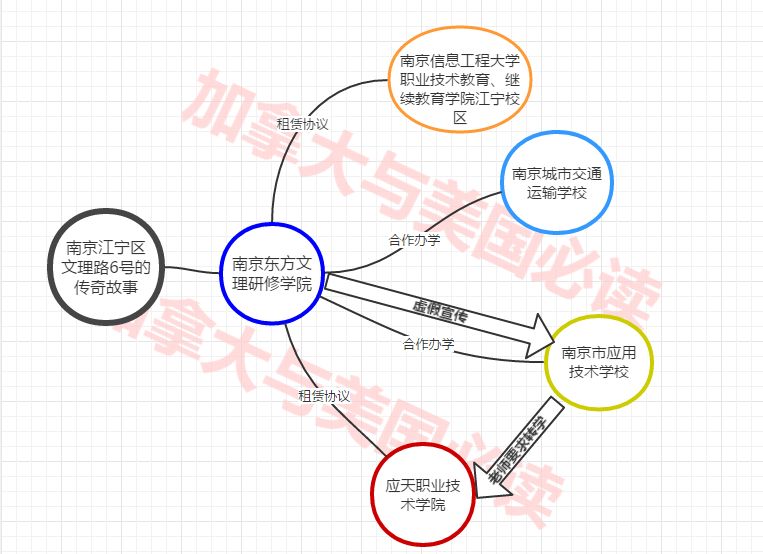 南京信息工程大学
职业技术教育、继
续教育学院江宁校
区
租赁协议
南京城市交通
运输学校
合作办学
南京江宁区
文理路6号的
传奇故事
南京东方文
理研修学院
虚假宣传
合作办学
南京市应用
技术学校
租赁协议
老师要求转学
应天职业技
术学院
加拿大与美国必读
加拿大与美国必读